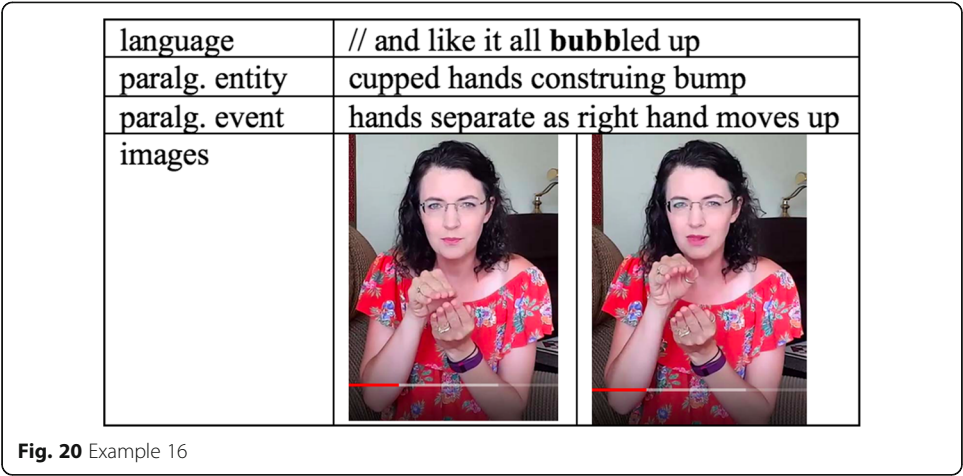 language // and like it all bubbled up
paralg. entity cupped hands construing bump
paralg. event hands separate as right hand moves up
images
Fig. 20 Example 16